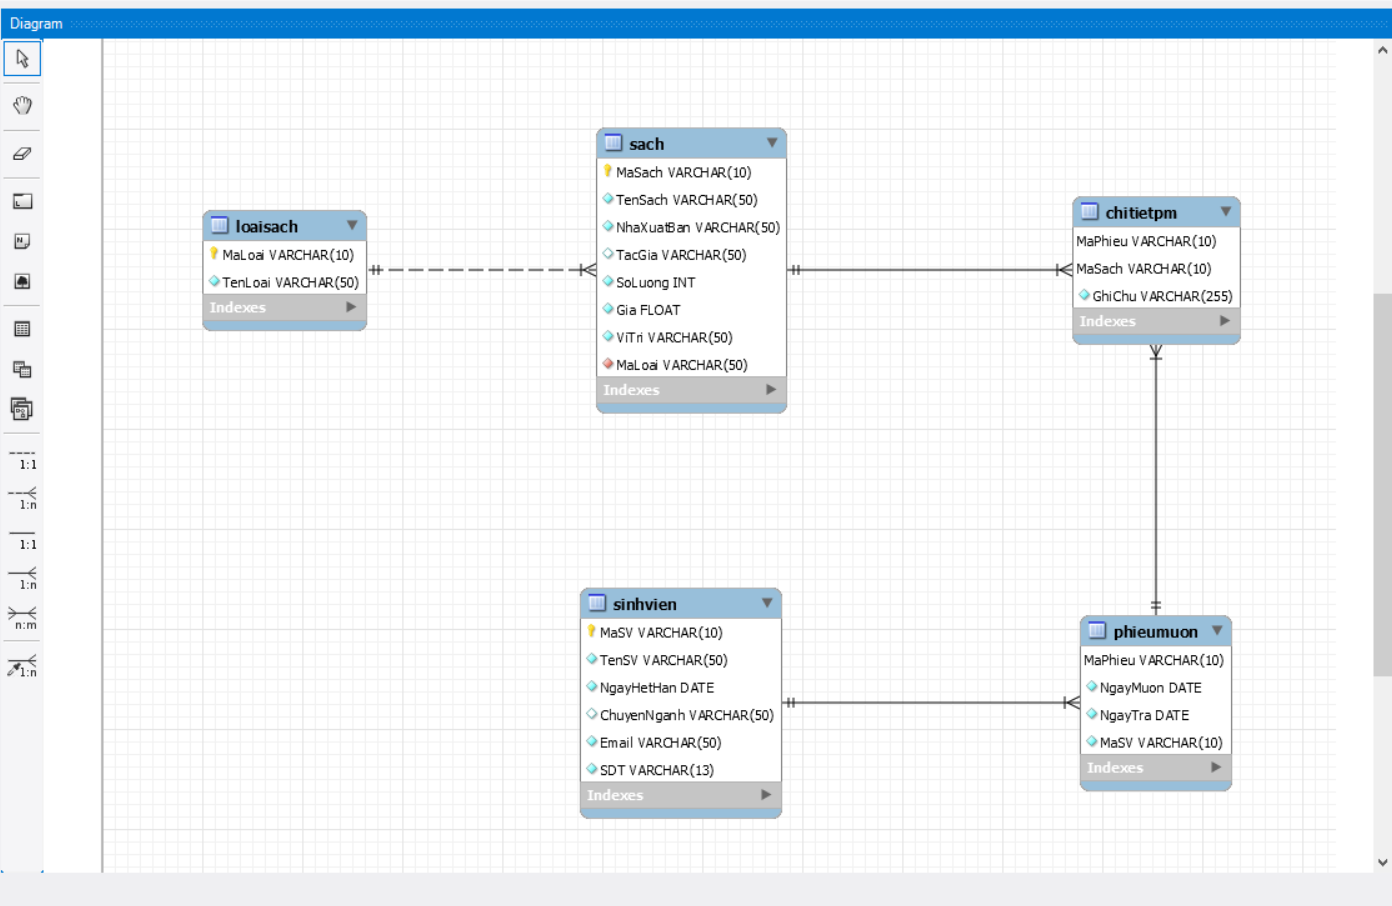 Diagram
loaisach
MaLoai VARCHAR(10)
TenLoai VARCHAR(50)
Indexes
sach
MaSach VARCHAR(10)
TenSach VARCHAR(50)
NhaXuatBan VARCHAR(50)
TacGia VARCHAR(50)
SoLuong INT
Gia FLOAT
ViTri VARCHAR(50)
MaLoai VARCHAR(50)
Indexes
chitietpm
MaPhieu VARCHAR(10)
MaSach VARCHAR(10)
GhiChu VARCHAR(255)
Indexes
sinhvien
MaSV VARCHAR(10)
TenSV VARCHAR(50)
NgayHetHan DATE
ChuyenNganh VARCHAR(50)
Email VARCHAR(50)
SDT VARCHAR(13)
Indexes
phieumuon
MaPhieu VARCHAR(10)
NgayMuon DATE
NgayTra DATE
MaSV VARCHAR(10)
Indexes
1:1
1:n
1:1
1:n
n:m
1:n